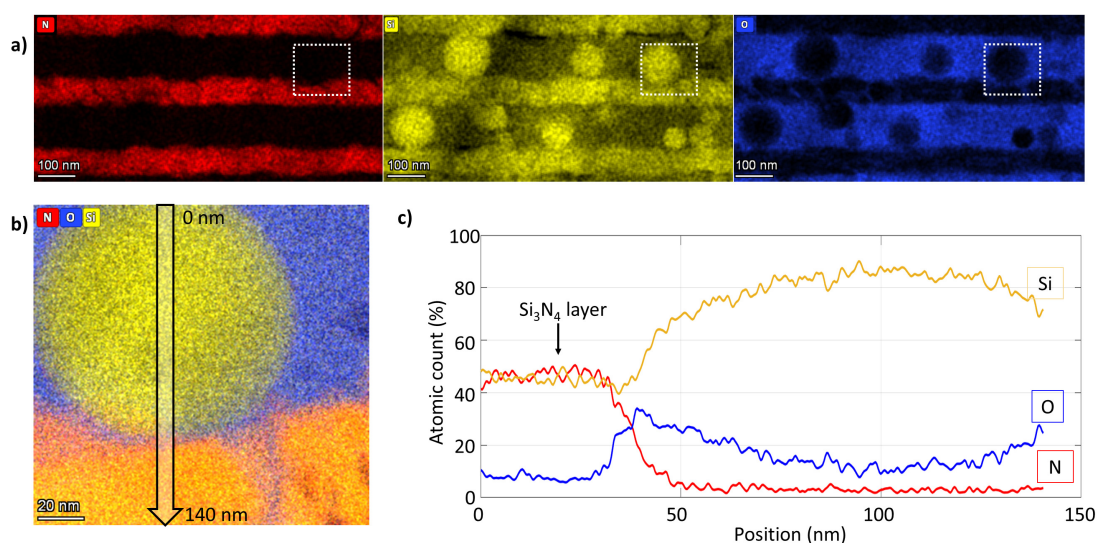 a)
N
Si
O
100 nm
100 nm
100 nm
b)
N O Si
0 nm
140 nm
20 nm
c)
Atomic count (%)
100
80
60
40
20
0
Si₃N₄ layer
Si
O
N
0
50
100
150
Position (nm)